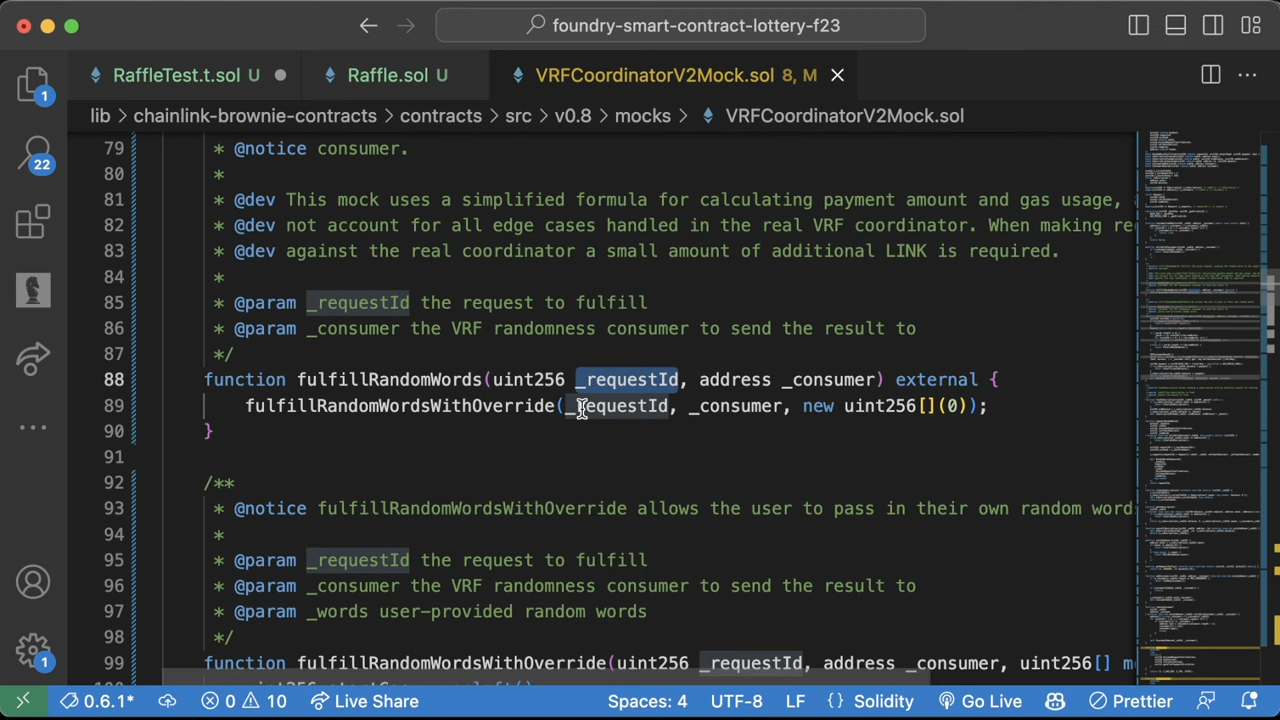 foundry-smart-contract-lottery-f23
RaffleTest.t.sol U
Raffle.sol U
VRFCoordinatorV2Mock.sol 8, M
lib > chainlink-brownie-contracts > contracts > src > v0.8 > mocks > VRFCoordinatorV2Mock.sol
1
22
1
79 * @notice consumer.
80 *
81 * @dev This mock uses a simplified formula for calculating payment amount and gas usage,
82 * @dev not account for all edge cases handled in the real VRF coordinator. When making re
83 * @dev against the real coordinator a small amount of additional LINK is required.
84 *
85 * @param _requestId the request to fulfill
86 * @param _consumer the VRF randomness consumer to send the result to
87 */
88 function fulfillRandomWords(uint256 _requestId, address _consumer) external {
89 fulfillRandomWordsWithOverride(_requestId, _consumer, new uint256[](0));
90 }
91
92 /**
93 * @notice fulfillRandomWordsWithOverride allows the user to pass in their own random word
94 *
95 * @param _requestId the request to fulfill
96 * @param _consumer the VRF randomness consumer to send the result to
97 * @param _words user-provided random words
98 */
99 function fulfillRandomWordsWithOverride(uint256 _requestId, address _consumer, uint256[]
0.6.1*
0
10
Live Share
Spaces: 4
UTF-8
LF
{} Solidity
Go Live
Prettier